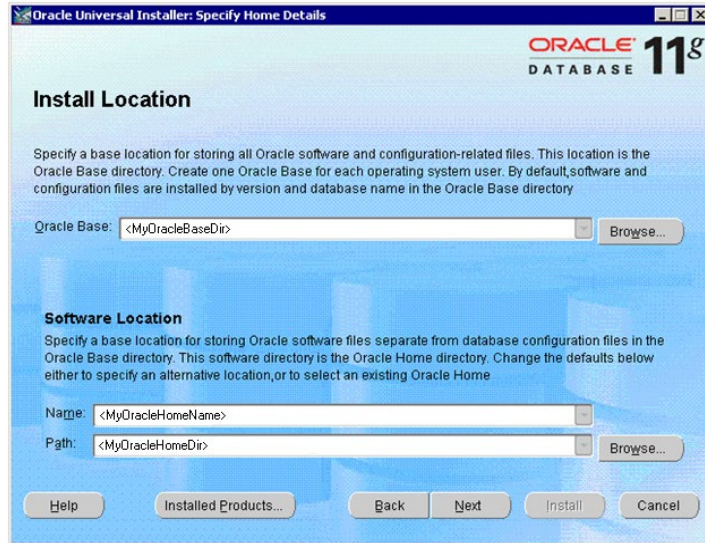 Oracle Universal Installer: Specify Home Details
ORACLE
DATABASE 11g
Install Location
Specify a base location for storing all Oracle software and configuration-related files. This location is the
Oracle Base directory. Create one Oracle Base for each operating system user. By default,software and
configuration files are installed by version and database name in the Oracle Base directory
Oracle Base: <MyOracleBaseDir> Browse...
Software Location
Specify a base location for storing Oracle software files separate from database configuration files in the
Oracle Base directory. This software directory is the Oracle Home directory. Change the defaults below
either to specify an alternative location,or to select an existing Oracle Home
Name: <MyOracleHomeName>
Path: <MyOracleHomeDir> Browse...
Help Installed Products... Back Next Install Cancel